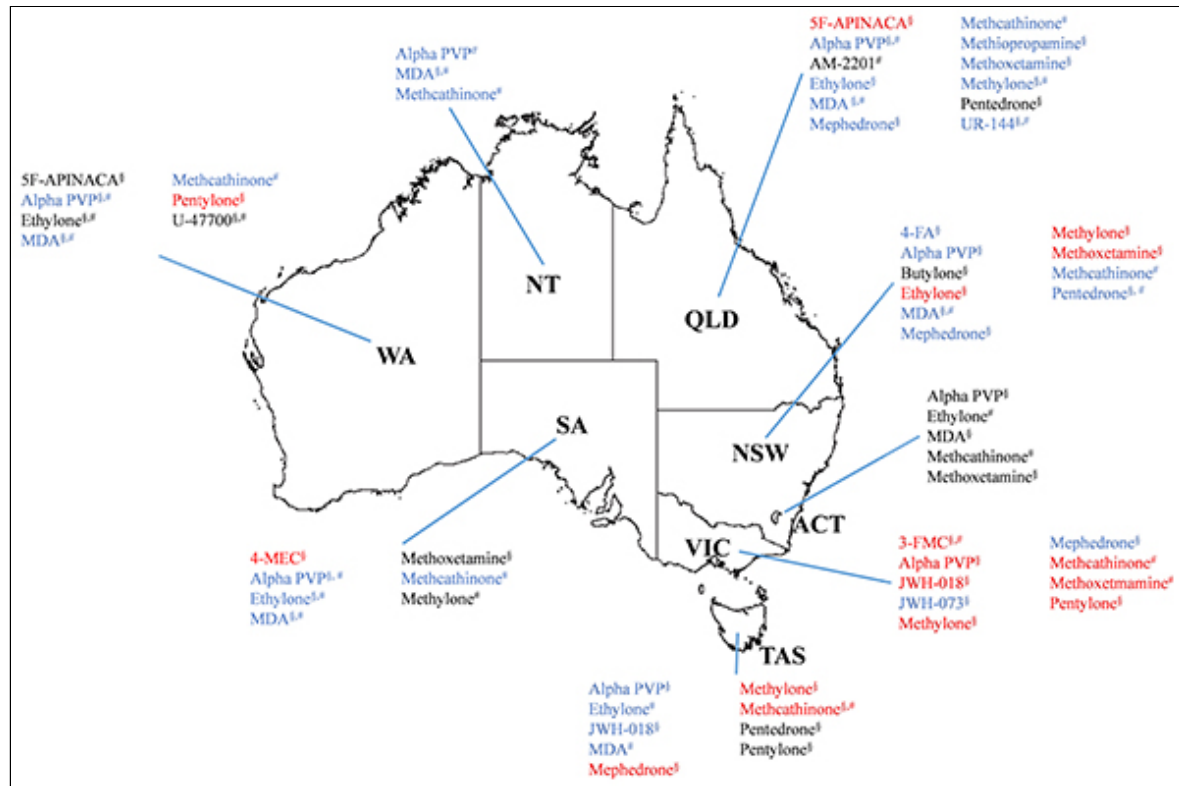 Alpha PVP#
MDA§,#
Methcathinone#
5F-APINACA§
Alpha PVP§,#
AM-2201#
Ethylone§
MDA§,#
Mephedrone§
Methcathinone#
Methiopropamine§
Methoxetamine§
Methylone§,#
Pentedrone§
UR-144§,#
5F-APINACA§
Alpha PVP§,#
Ethylone§,#
MDA§,#
Methcathinone#
Pentylone§
U-47700§,#
4-FA§
Alpha PVP§
Butylone§
Ethylone§
MDA§,#
Mephedrone§
Methylone§
Methoxetamine§
Methcathinone#
Pentedrone§,#
NT
QLD
WA
SA
NSW
ACT
VIC
TAS
Alpha PVP§
Ethylone#
MDA§
Methcathinone#
Methoxetamine§
4-MEC§
Alpha PVP§,#
Ethylone§,#
MDA§,#
Methoxetamine§
Methcathinone#
Methylone#
3-FMC§,#
Alpha PVP§
JWH-018§
JWH-073§
Methylone§
Mephedrone§
Methcathinone#
Methoxetmamine#
Pentylone§
Alpha PVP§
Ethylone#
JWH-018§
MDA#
Mephedrone§
Methylone§
Methcathinone§,#
Pentedrone§
Pentylone§